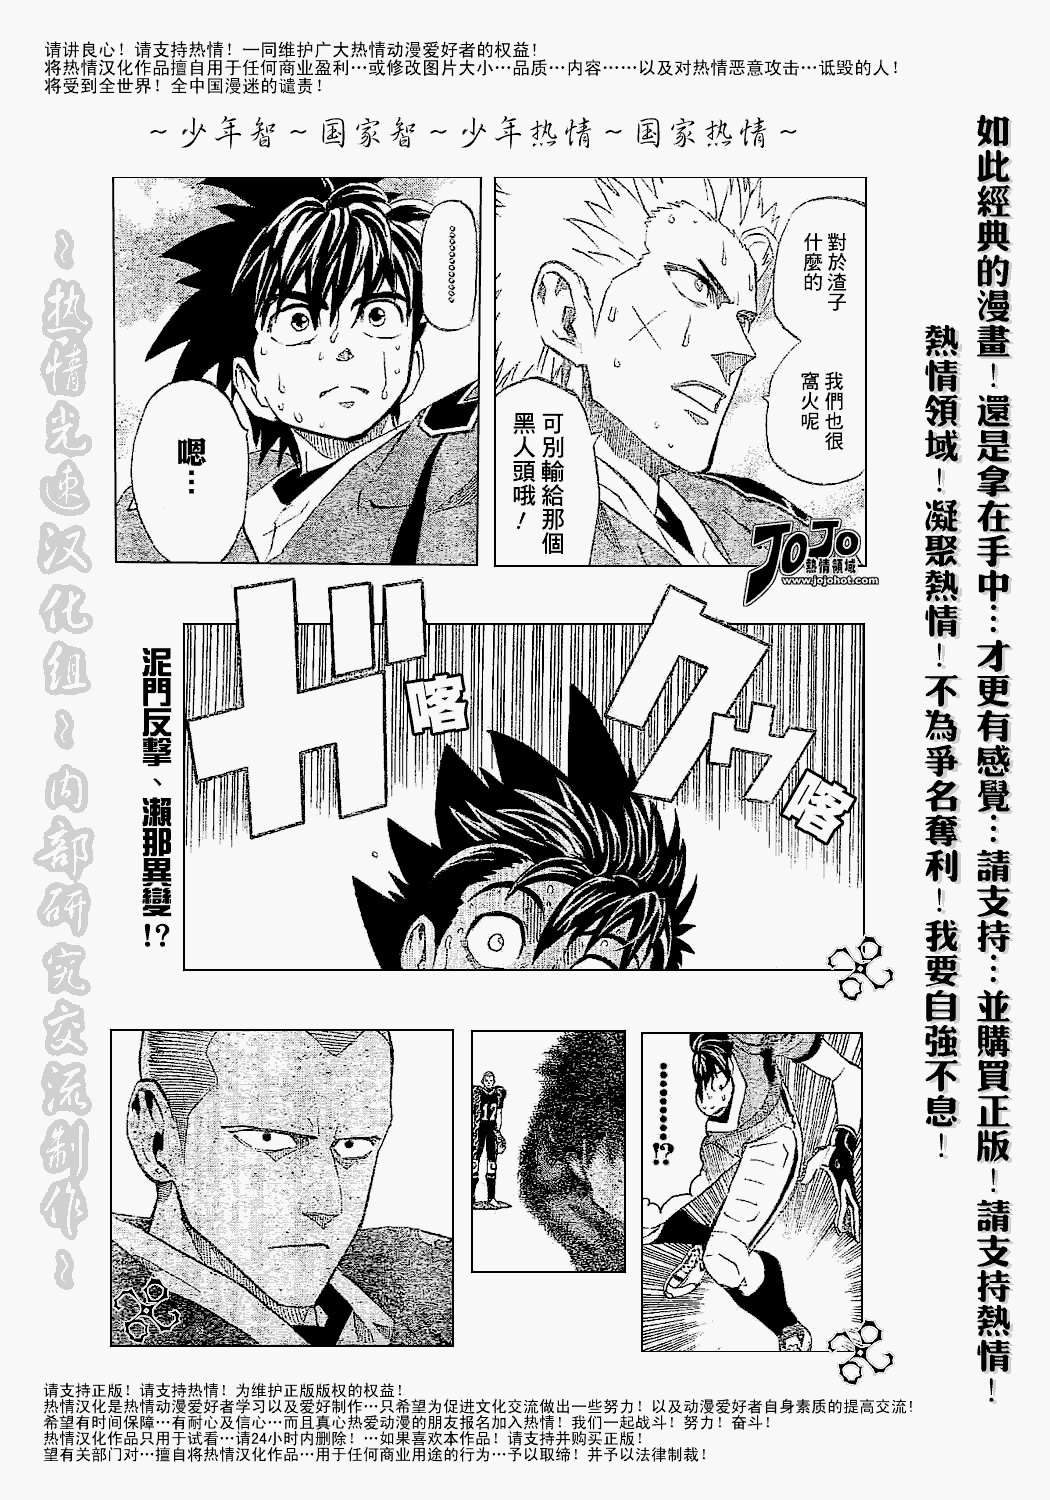 请讲良心！请支持热情！一同维护广大热情动漫爱好者的权益！
将热情汉化作品擅自用于任何商业盈利…或修改图片大小…品质…内容……以及对热情恶意攻击…诋毁的人！
将受到全世界！全中国漫迷的谴责！
～少年智～国家智～少年热情～国家热情～
如此經典的漫畫！還是拿在手中…才更有感覺…請支持…並購買正版！請支持熱情！
熱情領域！凝聚熱情！不為爭名奪利！我要自強不息！
對於渣子
什麼的
我們也很
窩火呢
可別輸給那個
黑人頭哦！
…………
嗯…
JOJO
熱情領域
www.jojohot.com
クワッ
喀
ギ
喀
泥門反擊、瀨那異變!?
………!?
12
～热情光速汉化组～内部研究交流制作～
请支持正版！请支持热情！为维护正版版权的权益！
热情汉化是热情动漫爱好者学习以及爱好制作…只希望为促进文化交流做出一些努力！以及动漫爱好者自身素质的提高交流！
希望有时间保障…有耐心及信心…而且真心热爱动漫的朋友报名加入热情！我们一起战斗！努力！奋斗！
热情汉化作品只用于试看…请24小时内删除！…如果喜欢本作品！请支持并购买正版！
望有关部门对…擅自将热情汉化作品…用于任何商业用途的行为…予以取缔！并予以法律制裁！